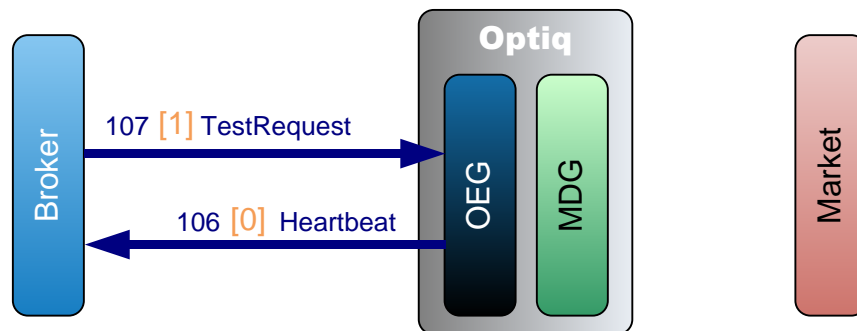 Optiq
107 [1] TestRequest
106 [0] Heartbeat
Broker
OEG
MDG
Market